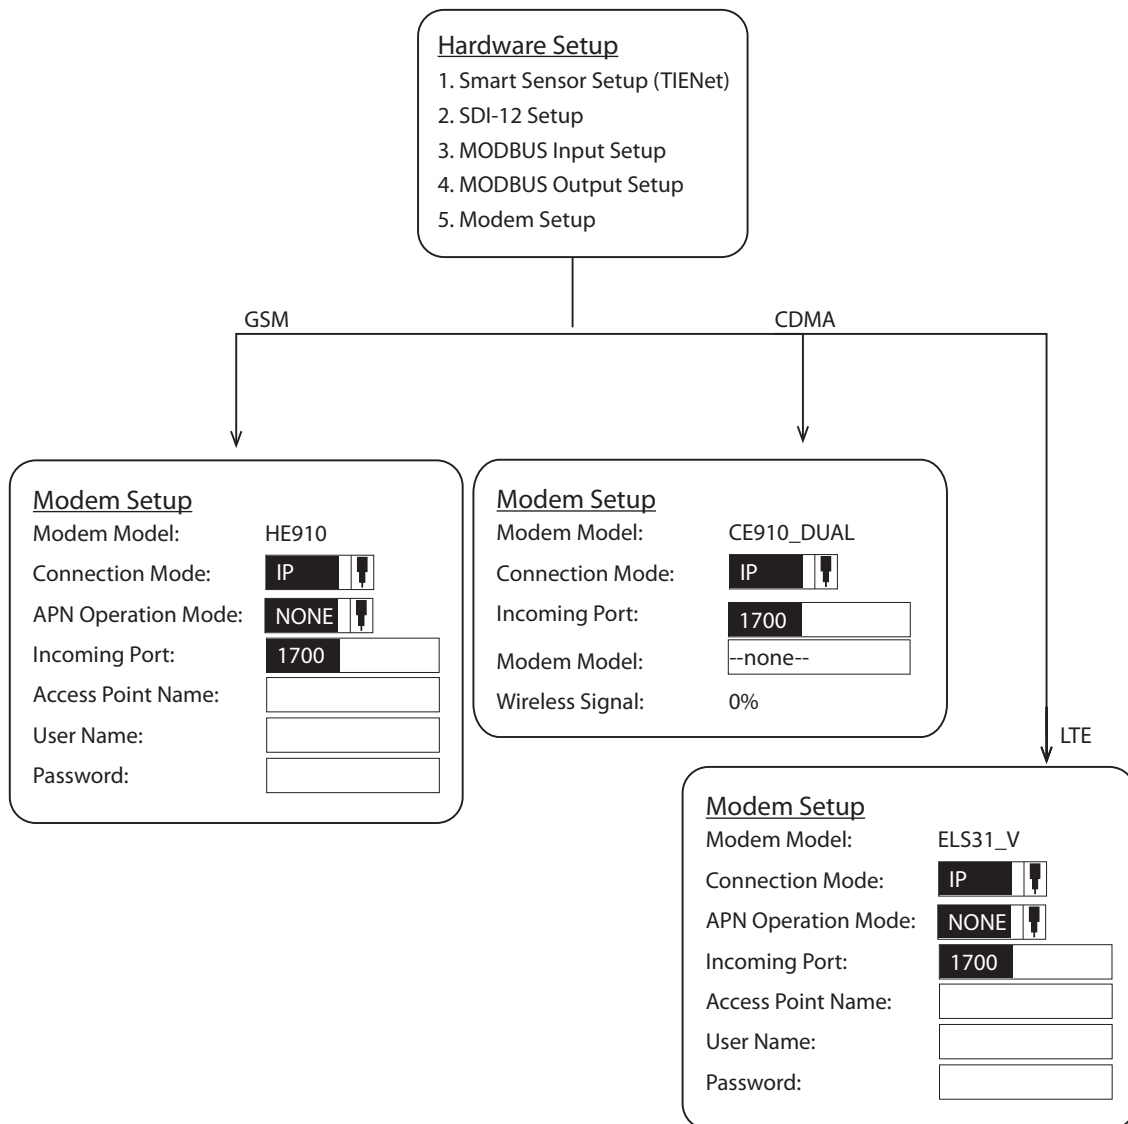 Hardware Setup
1. Smart Sensor Setup (TIENet)
2. SDI-12 Setup
3. MODBUS Input Setup
4. MODBUS Output Setup
5. Modem Setup
GSM
CDMA
Modem Setup
Modem Model: HE910
Connection Mode: IP
APN Operation Mode: NONE
Incoming Port: 1700
Access Point Name:
User Name:
Password:
Modem Setup
Modem Model: CE910_DUAL
Connection Mode: IP
Incoming Port: 1700
Modem Model: --none--
Wireless Signal: 0%
LTE
Modem Setup
Modem Model: ELS31_V
Connection Mode: IP
APN Operation Mode: NONE
Incoming Port: 1700
Access Point Name:
User Name:
Password: